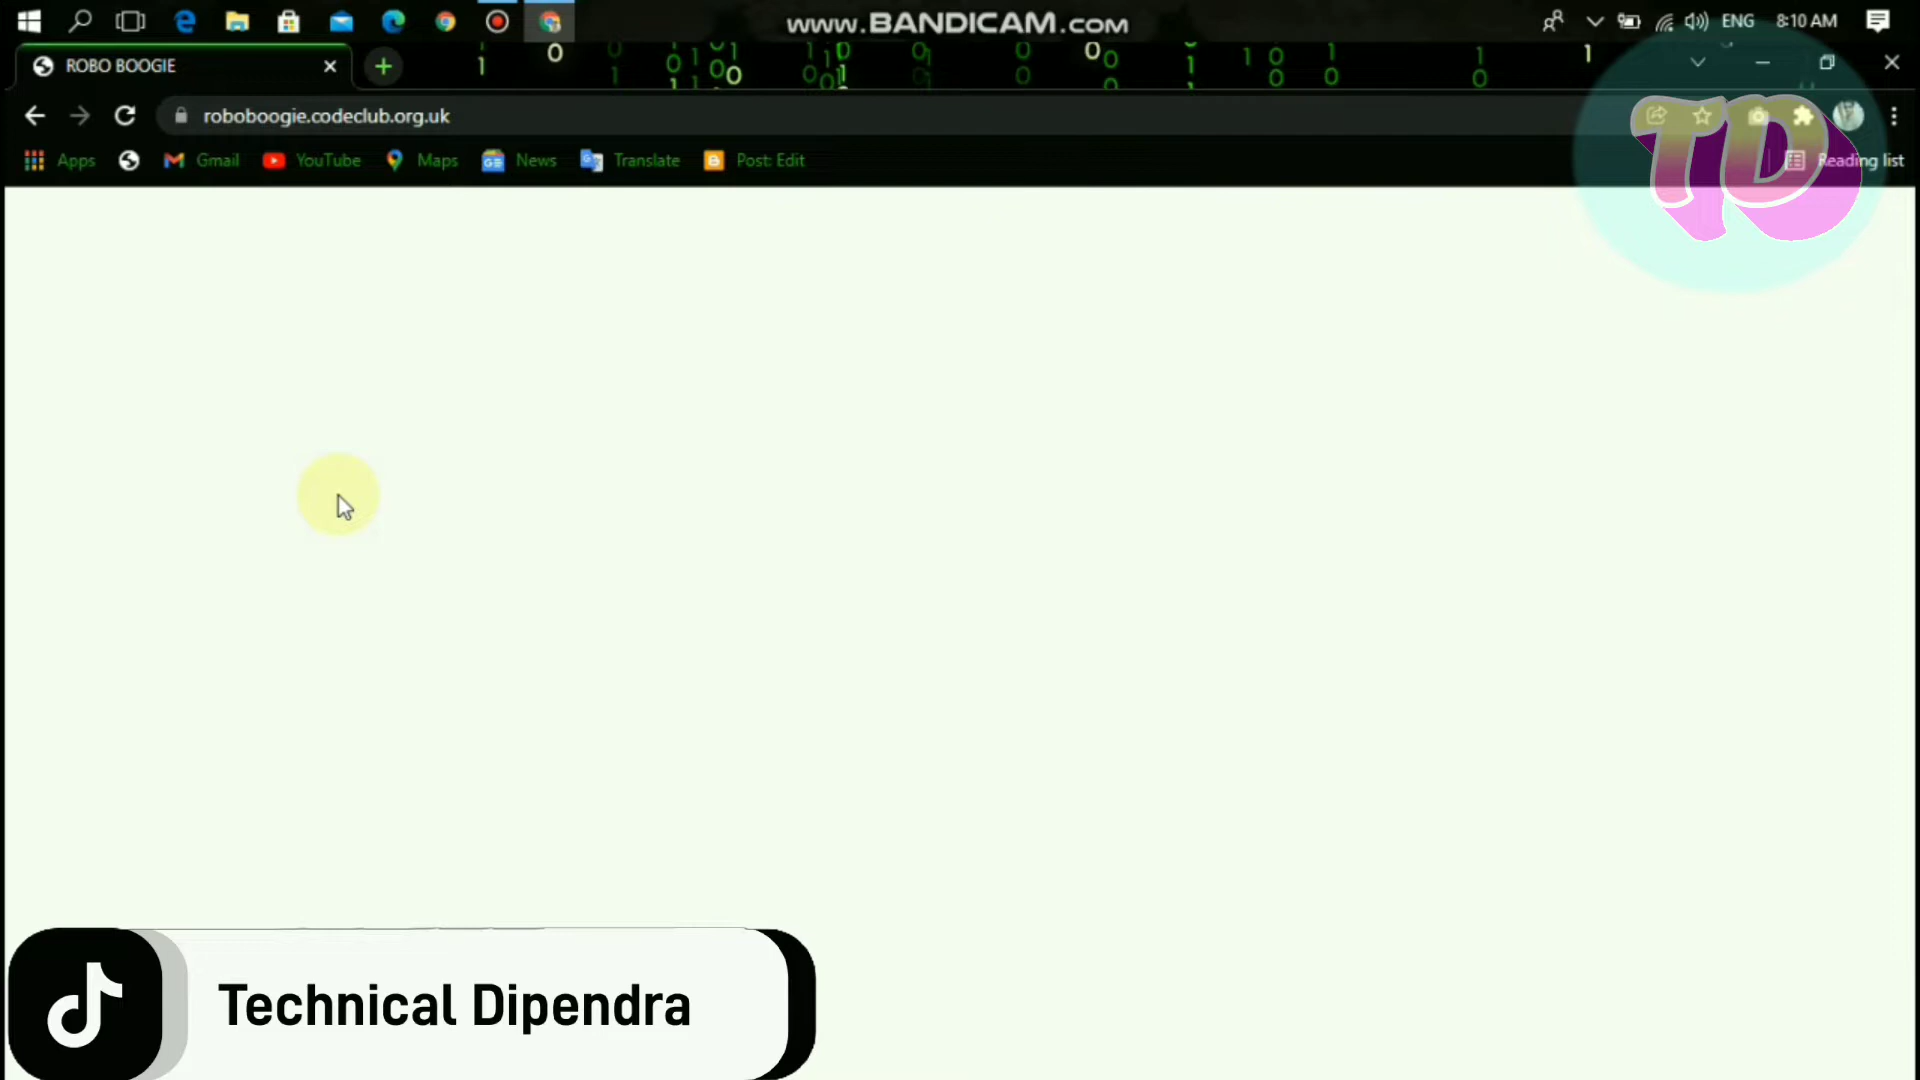 www.BANDICAM.com
ENG
8:10 AM
ROBO BOOGIE
roboboogie.codeclub.org.uk
Apps
Gmail
YouTube
Maps
News
Translate
Post: Edit
Reading list
TD
Technical Dipendra